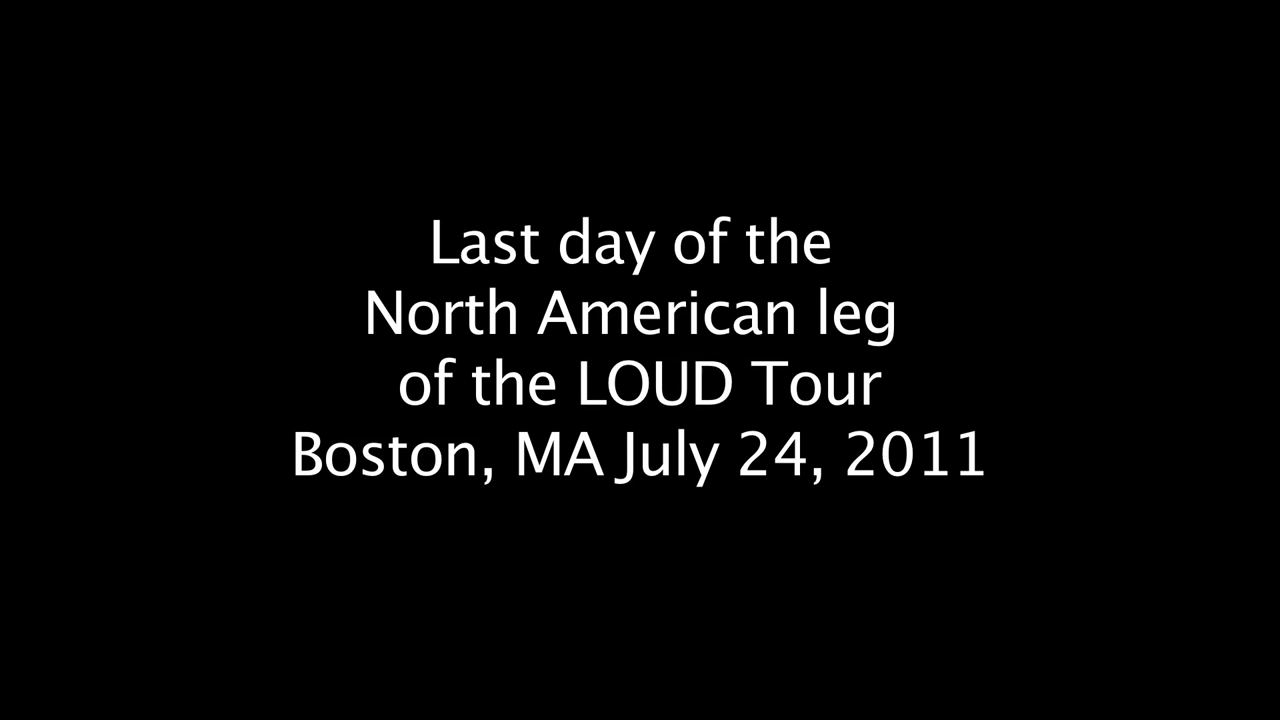 Last day of the
North American leg
of the LOUD Tour
Boston, MA July 24, 2011